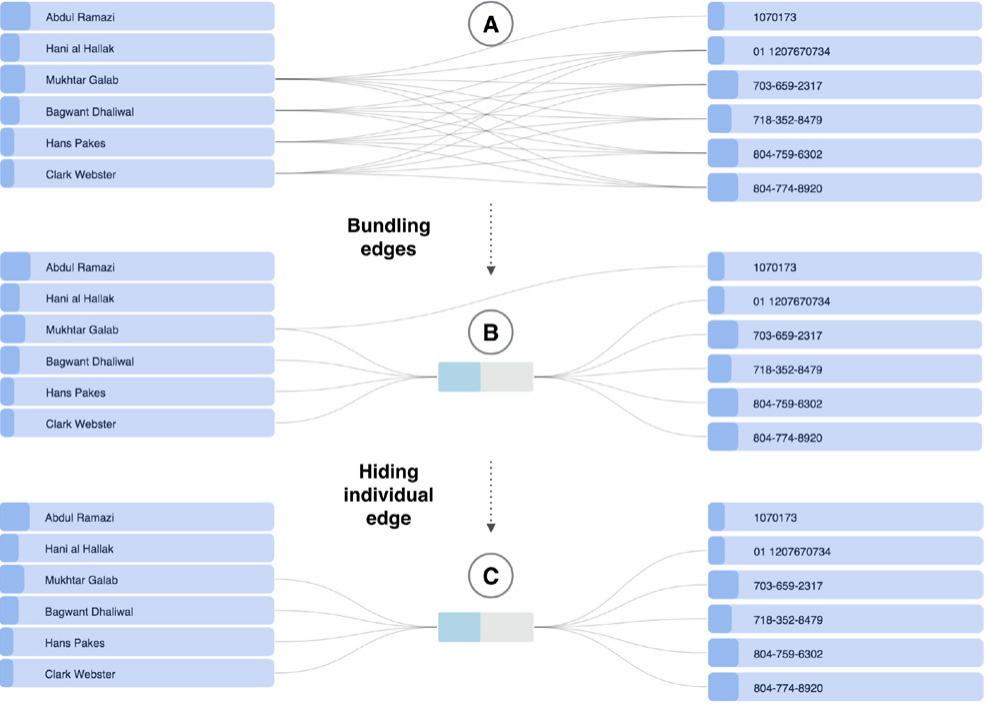 A
Abdul Ramazi
Hani al Hallak
Mukhtar Galab
Bagwant Dhaliwal
Hans Pakes
Clark Webster
1070173
01 1207670734
703-659-2317
718-352-8479
804-759-6302
804-774-8920
Bundling
edges
B
Abdul Ramazi
Hani al Hallak
Mukhtar Galab
Bagwant Dhaliwal
Hans Pakes
Clark Webster
1070173
01 1207670734
703-659-2317
718-352-8479
804-759-6302
804-774-8920
Hiding
individual
edge
C
Abdul Ramazi
Hani al Hallak
Mukhtar Galab
Bagwant Dhaliwal
Hans Pakes
Clark Webster
1070173
01 1207670734
703-659-2317
718-352-8479
804-759-6302
804-774-8920